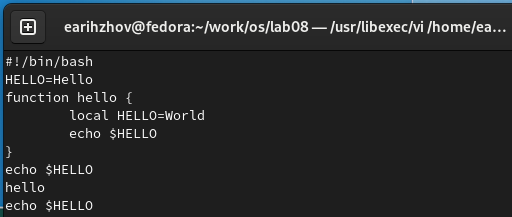 earihzhov@fedora:~/work/os/lab08 — /usr/libexec/vi /home/ea...
#!/bin/bash
HELLO=Hello
function hello {
        local HELLO=World
        echo $HELLO
}
echo $HELLO
hello
echo $HELLO